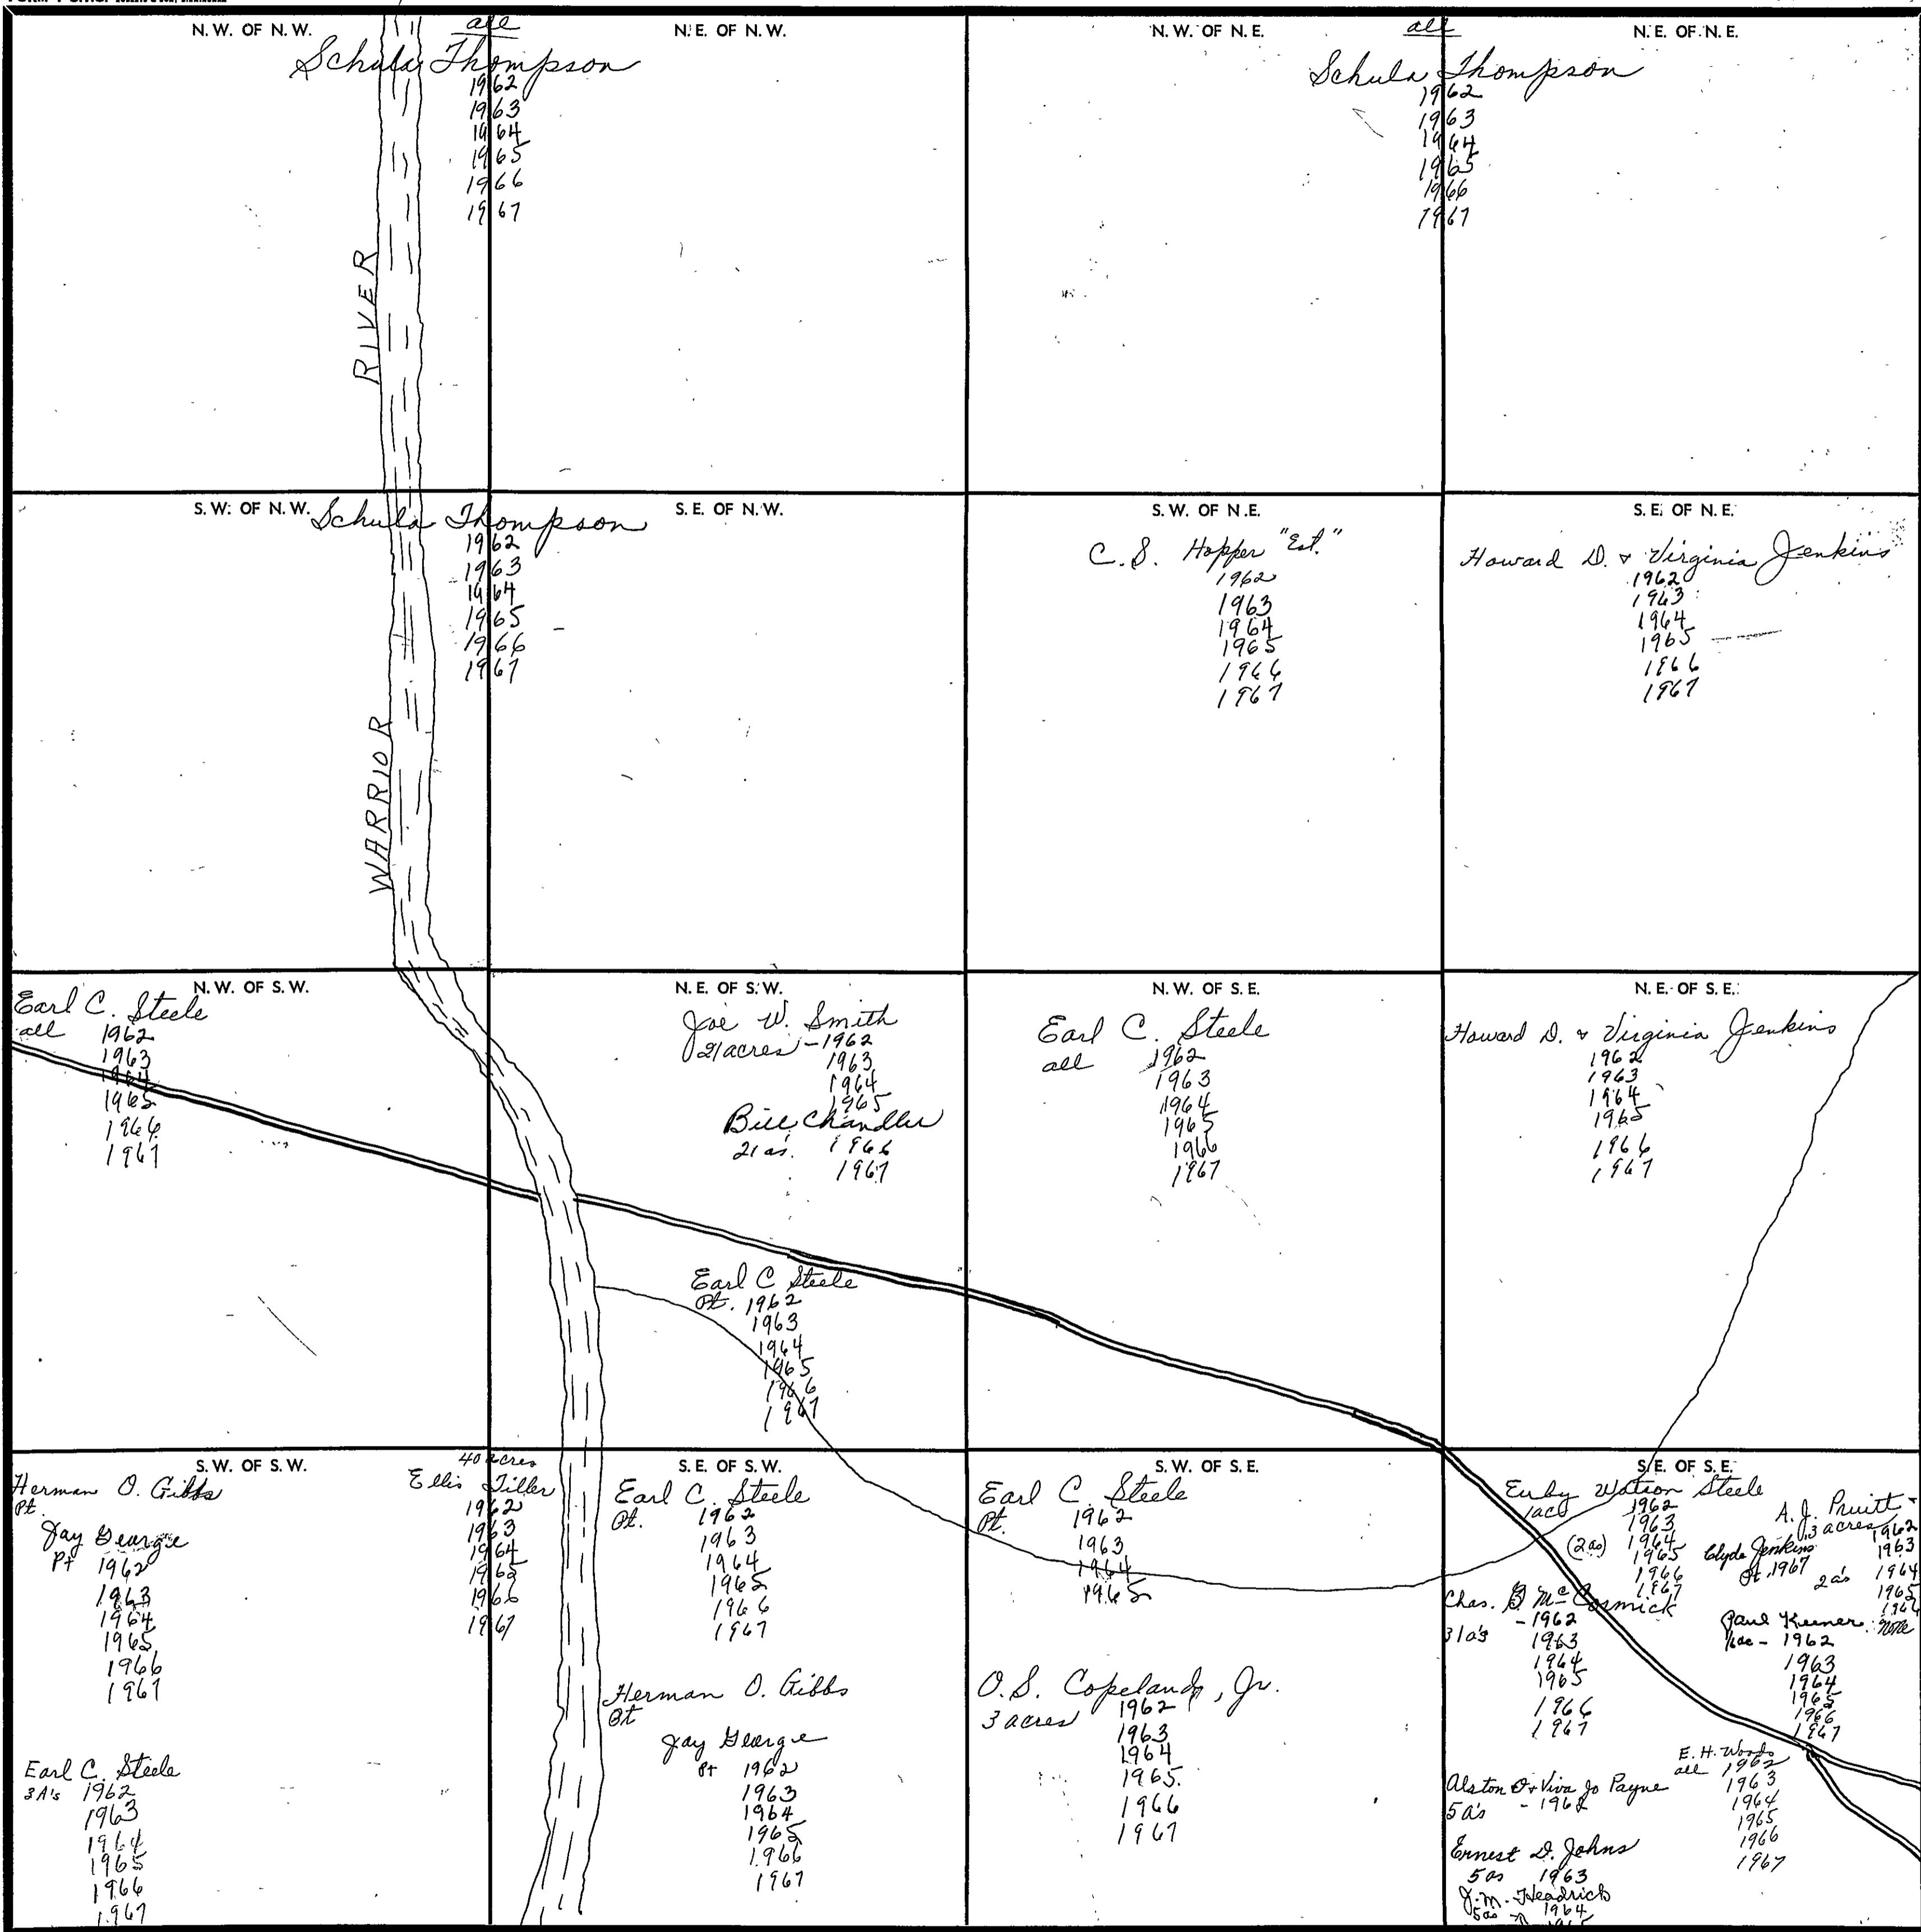 N. W. OF N. W.
all
N. E. OF N. W.
Schula Thompson
1962
1963
1964
1965
1966
1967
N. W. OF N. E.
all
N. E. OF N. E.
Schula Thompson
1962
1963
1964
1965
1966
1967
RIVER
S. W. OF N. W.
Schula Thompson
S. E. OF N. W.
1962
1963
1964
1965
1966
1967
S. W. OF N. E.
C. S. Hopper "Est."
1962
1963
1964
1965
1966
1967
S. E. OF N. E.
Howard D. & Virginia Jenkins
1962
1963
1964
1965
1966
1967
WARRIOR
N. W. OF S. W.
Earl C. Steele
all 1962
1963
1964
1965
1966
1967
N. E. OF S. W.
Joe W. Smith
21 acres - 1962
1963
1964
1965
Bill Chandler
21 a's. 1966
1967
Earl C Steele
Pt. 1962
1963
1964
1965
1966
1967
N. W. OF S. E.
Earl C. Steele
all 1962
1963
1964
1965
1966
1967
N. E. OF S. E.
Howard D. & Virginia Jenkins
1962
1963
1964
1965
1966
1967
S. W. OF S. W.
Herman O. Gibbs
Pt.
Jay George
Pt 1962
1963
1964
1965
1966
1967
Earl C. Steele
3 A's 1962
1963
1964
1965
1966
1967
40 acres
Ellis Tiller
1962
1963
1964
1965
1966
1967
S. E. OF S. W.
Earl C. Steele
Pt. 1962
1963
1964
1965
1966
1967
Herman O. Gibbs
Pt
Jay George
Pt 1962
1963
1964
1965
1966
1967
S. W. OF S. E.
Earl C. Steele
Pt. 1962
1963
1964
1965
O. S. Copeland, Jr.
3 acres 1962
1963
1964
1965
1966
1967
S. E. OF S. E.
Watson Steele
1 ac 1962
1963
(2 as) 1964
1965
1966
1967
A. J. Pruitt -
3 acres 1962
1963
2 a's 1964
1965
1966
note
Clyde Jenkins
Pt. 1967
Chas. B McCormick
- 1962
31 a's 1963
1964
1965
1966
1967
Paul Keener
1962
1963
1964
1965
1966
1967
E. H. Woods
all 1962
1963
1964
1965
1966
1967
Alston O & Viva Jo Payne
5 a's - 1962
Ernest D. Johns
5 as 1963
J. M. Headrick
5 as 1964
1965